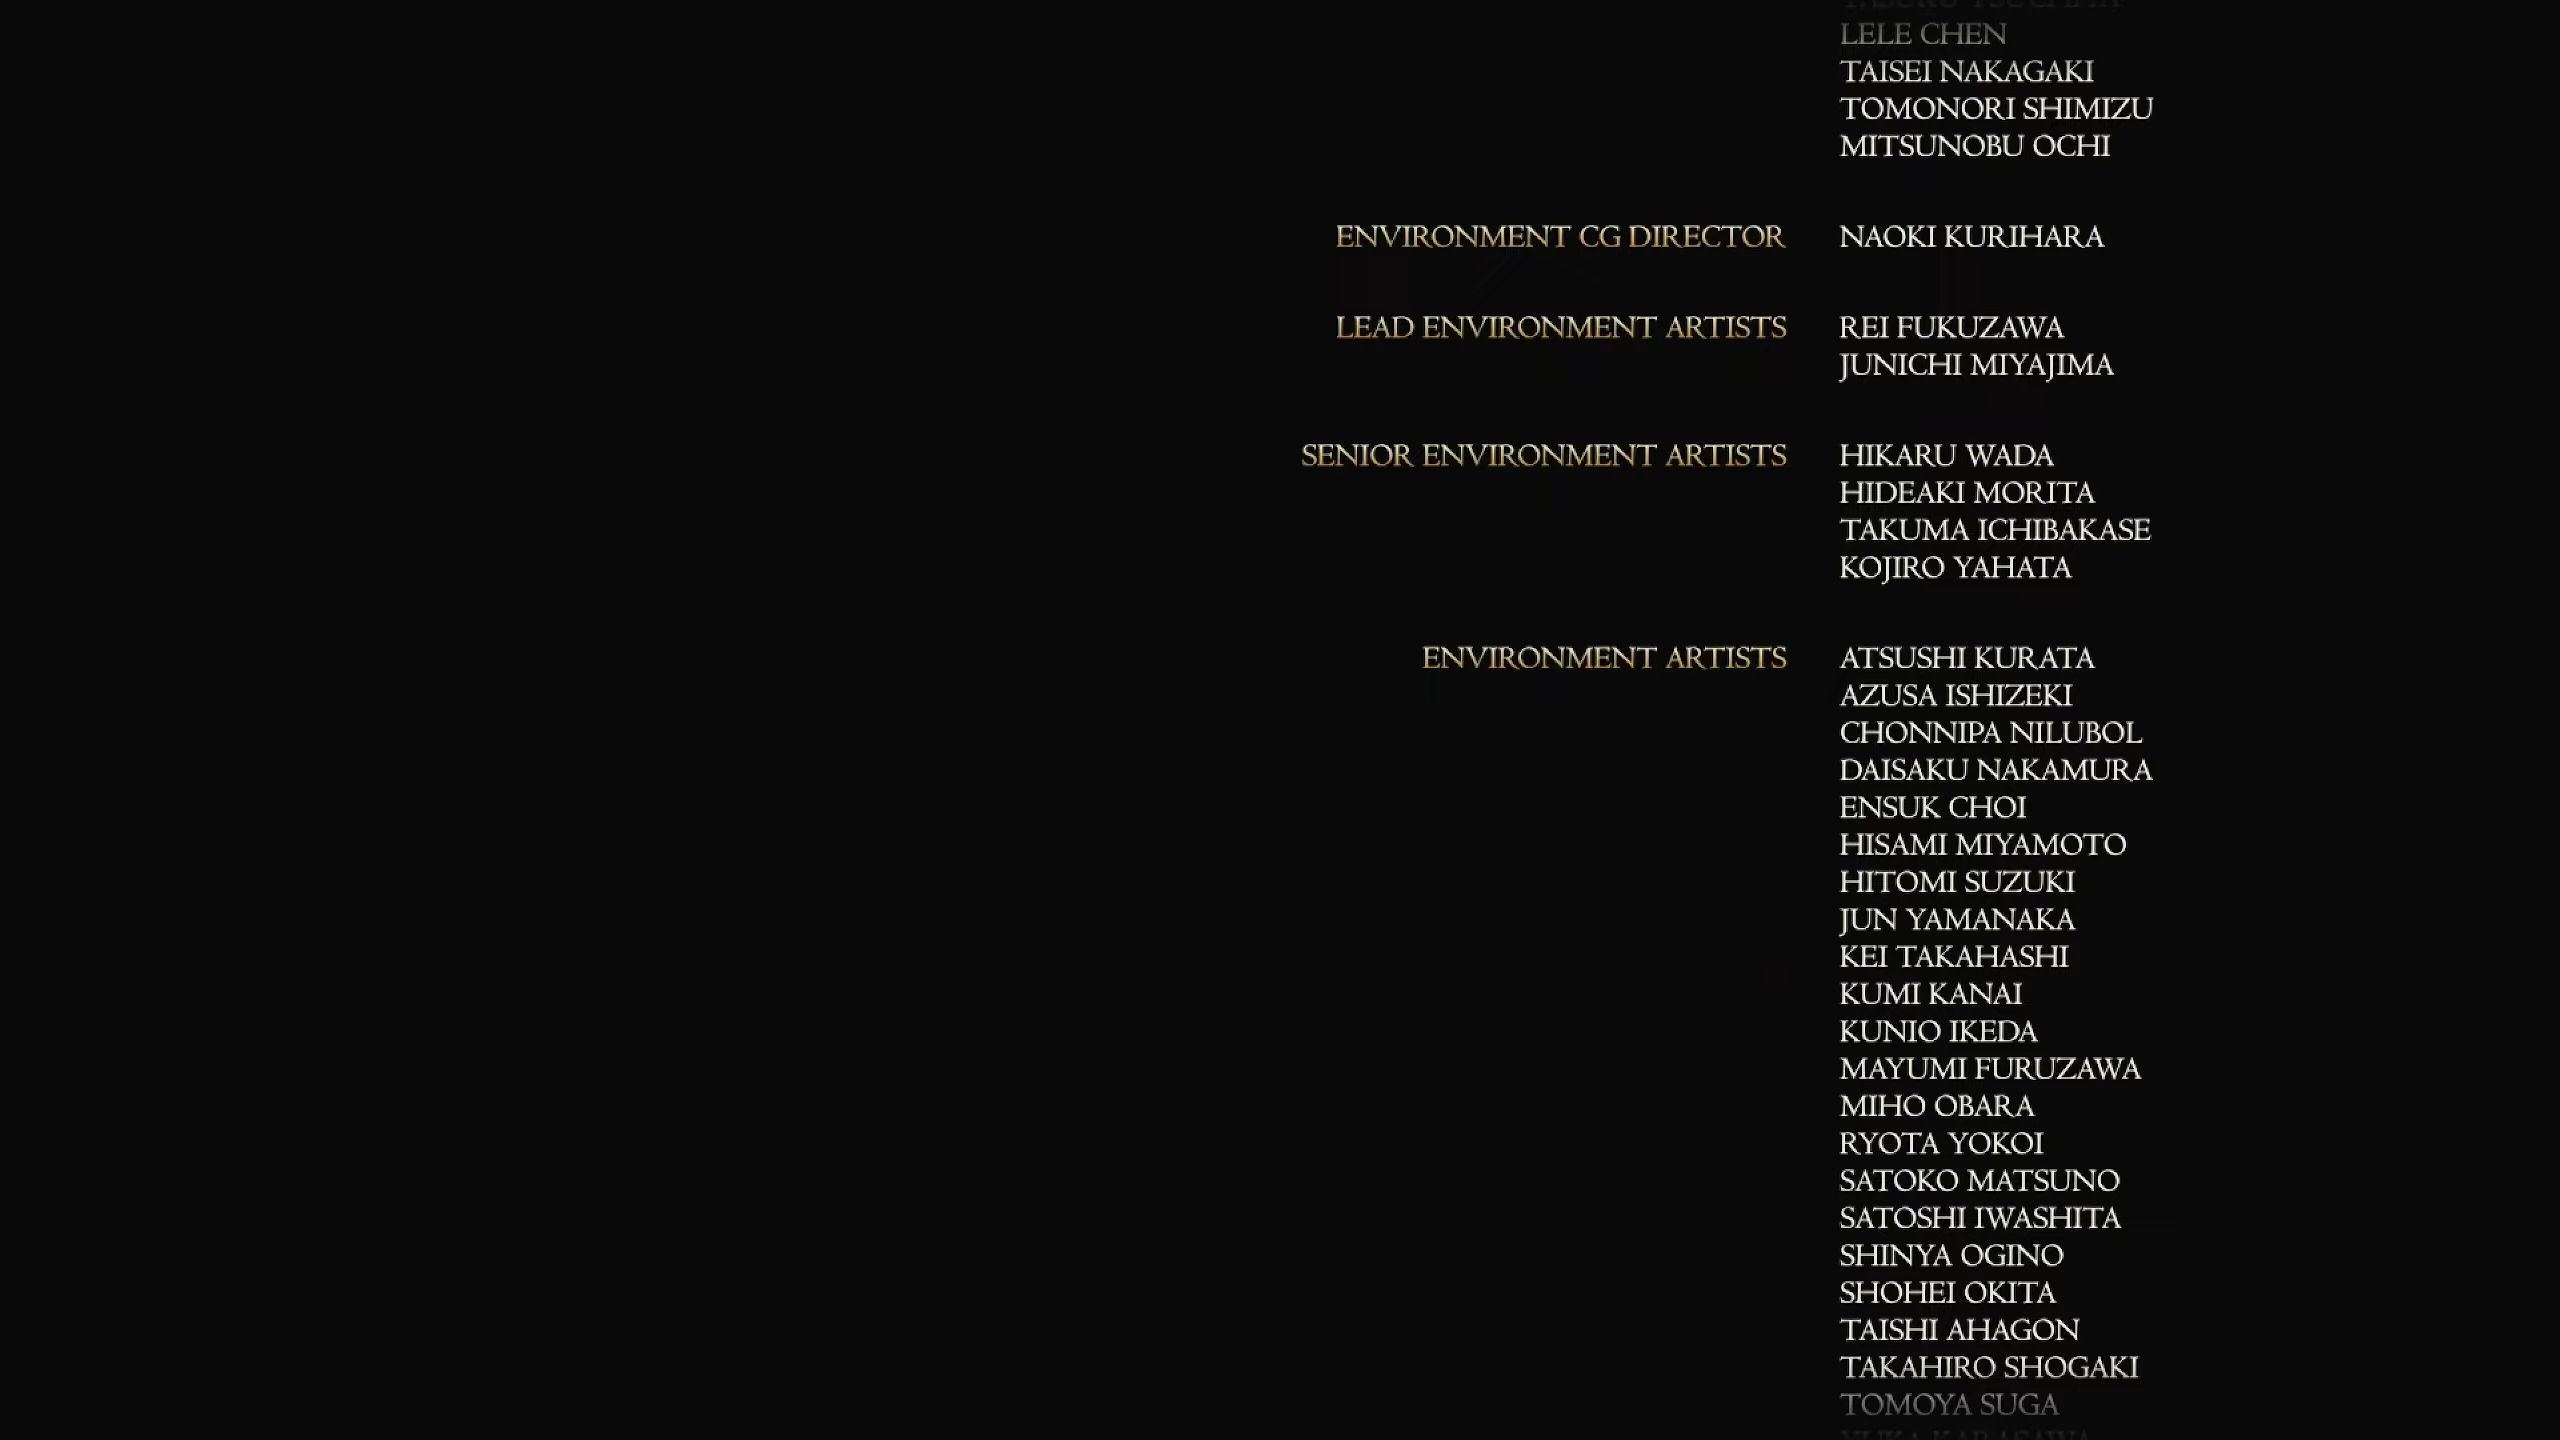 LELE CHEN
TAISEI NAKAGAKI
TOMONORI SHIMIZU
MITSUNOBU OCHI
ENVIRONMENT CG DIRECTOR NAOKI KURIHARA
LEAD ENVIRONMENT ARTISTS REI FUKUZAWA
JUNICHI MIYAJIMA
SENIOR ENVIRONMENT ARTISTS HIKARU WADA
HIDEAKI MORITA
TAKUMA ICHIBAKASE
KOJIRO YAHATA
ENVIRONMENT ARTISTS ATSUSHI KURATA
AZUSA ISHIZEKI
CHONNIPA NILUBOL
DAISAKU NAKAMURA
ENSUK CHOI
HISAMI MIYAMOTO
HITOMI SUZUKI
JUN YAMANAKA
KEI TAKAHASHI
KUMI KANAI
KUNIO IKEDA
MAYUMI FURUZAWA
MIHO OBARA
RYOTA YOKOI
SATOKO MATSUNO
SATOSHI IWASHITA
SHINYA OGINO
SHOHEI OKITA
TAISHI AHAGON
TAKAHIRO SHOGAKI
TOMOYA SUGA